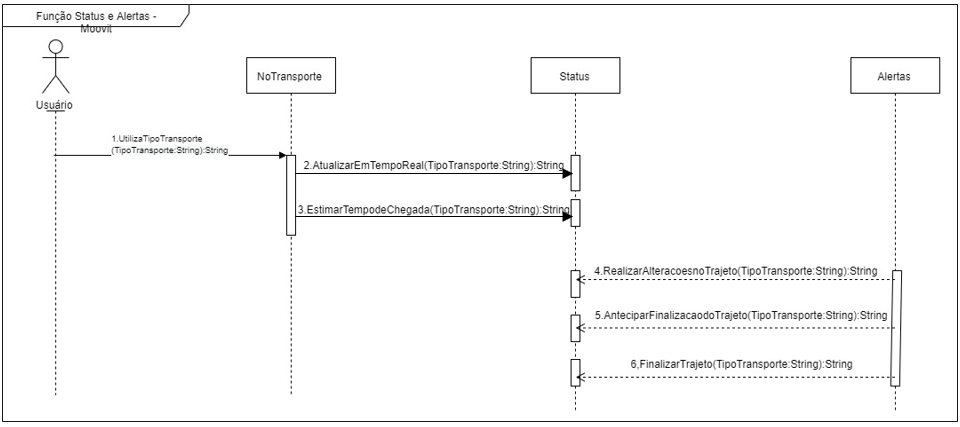 Função Status e Alertas -
Moovit
Usuário
NoTransporte
Status
Alertas
1.UtilizaTipoTransporte
(TipoTransporte:String):String
2.AtualizarEmTempoReal(TipoTransporte:String):String
3.EstimarTempodeChegada(TipoTransporte:String):String
4.RealizarAlteracoesnoTrajeto(TipoTransporte:String):String
5.AnteciparFinalizacaodoTrajeto(TipoTransporte:String):String
6,FinalizarTrajeto(TipoTransporte:String):String